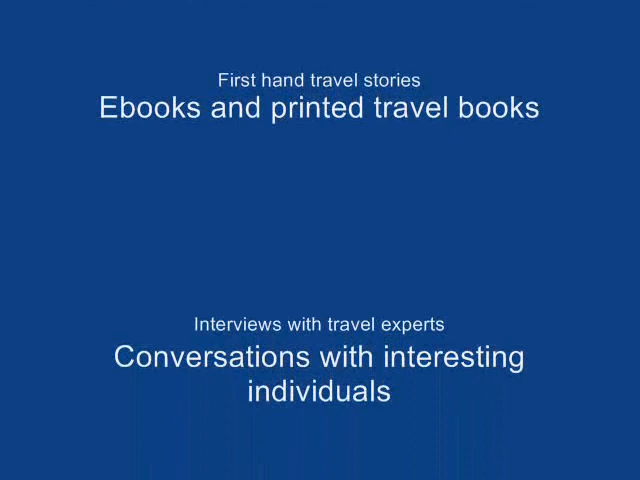 First hand travel stories
Ebooks and printed travel books
Interviews with travel experts
Conversations with interesting
individuals